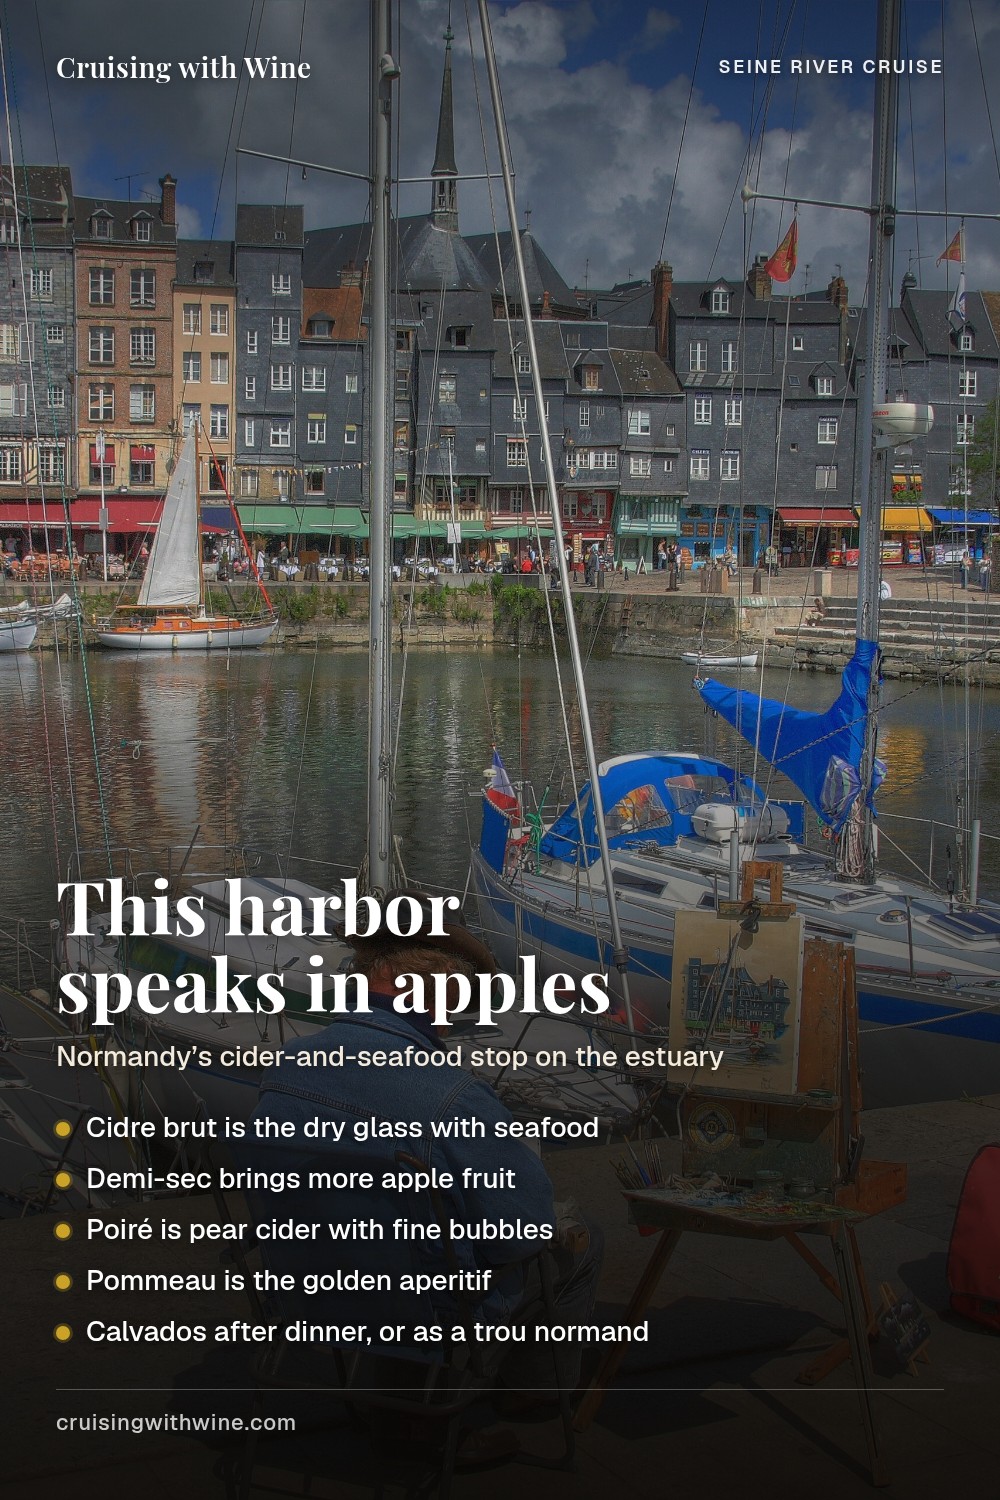 Cruising with Wine
SEINE RIVER CRUISE
This harbor
speaks in apples
Normandy’s cider-and-seafood stop on the estuary
Cidre brut is the dry glass with seafood
Demi-sec brings more apple fruit
Poiré is pear cider with fine bubbles
Pommeau is the golden aperitif
Calvados after dinner, or as a trou normand
cruisingwithwine.com